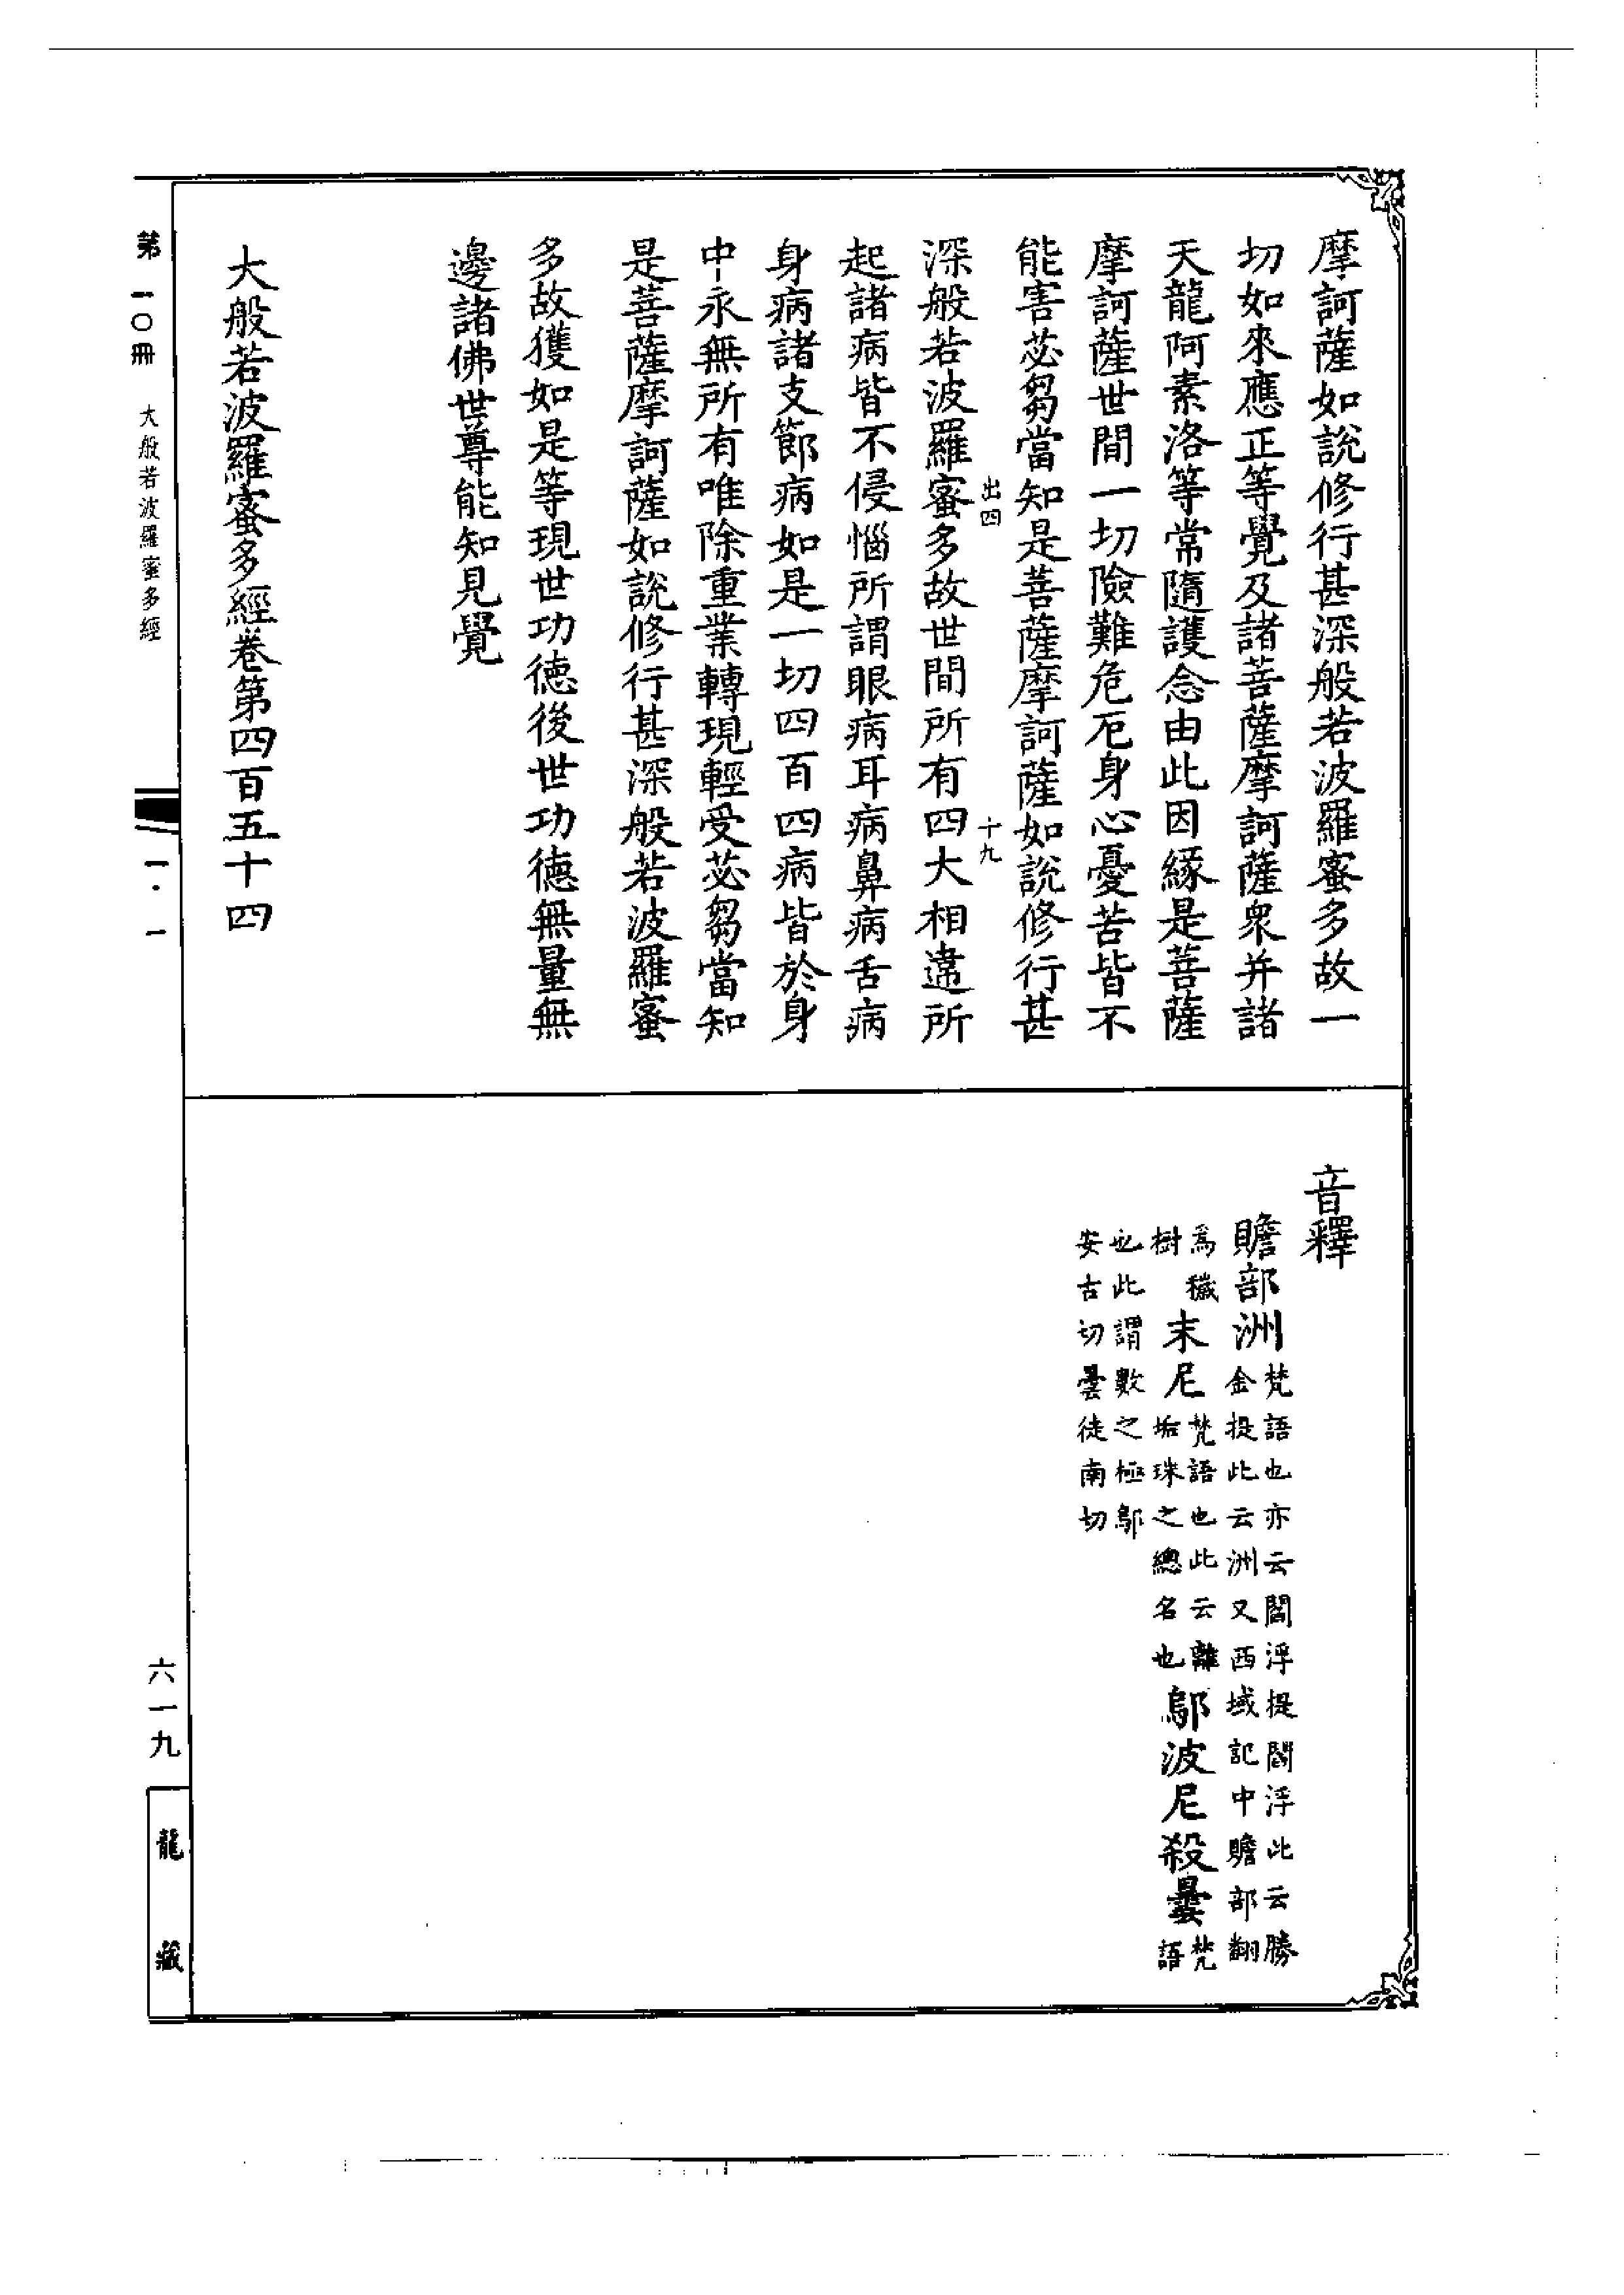 摩訶薩如說修行甚深般若波羅蜜多故一
切如來應正等覺及諸菩薩摩訶薩衆并諸
天龍阿素洛等常隨護念由此因緣是菩薩
摩訶薩世間一切險難危厄身心憂苦皆不
能害苾芻當知是菩薩摩訶薩如說修行甚
出四 十九
深般若波羅蜜多故世間所有四大相違所
起諸病皆不侵惱所謂眼病耳病鼻病舌病
身病諸支節病如是一切四百四病皆於身
中永無所有唯除重業轉現輕受苾芻當知
是菩薩摩訶薩如說修行甚深般若波羅蜜
多故獲如是等現世功德後世功德無量無
邊諸佛世尊能知見覺
大般若波羅蜜多經卷第四百五十四
音釋
贍部洲 梵語也亦云閻浮提閻浮此云勝
金提此云洲又西域記中贍部翻
爲穢
樹 末尼 梵語也此云離
垢珠之總名也 鄔波尼殺曇 梵
語
也此謂數之極鄔
安古切曇徒南切
第一〇冊 大般若波羅蜜多經 一·一 六一九 龍藏